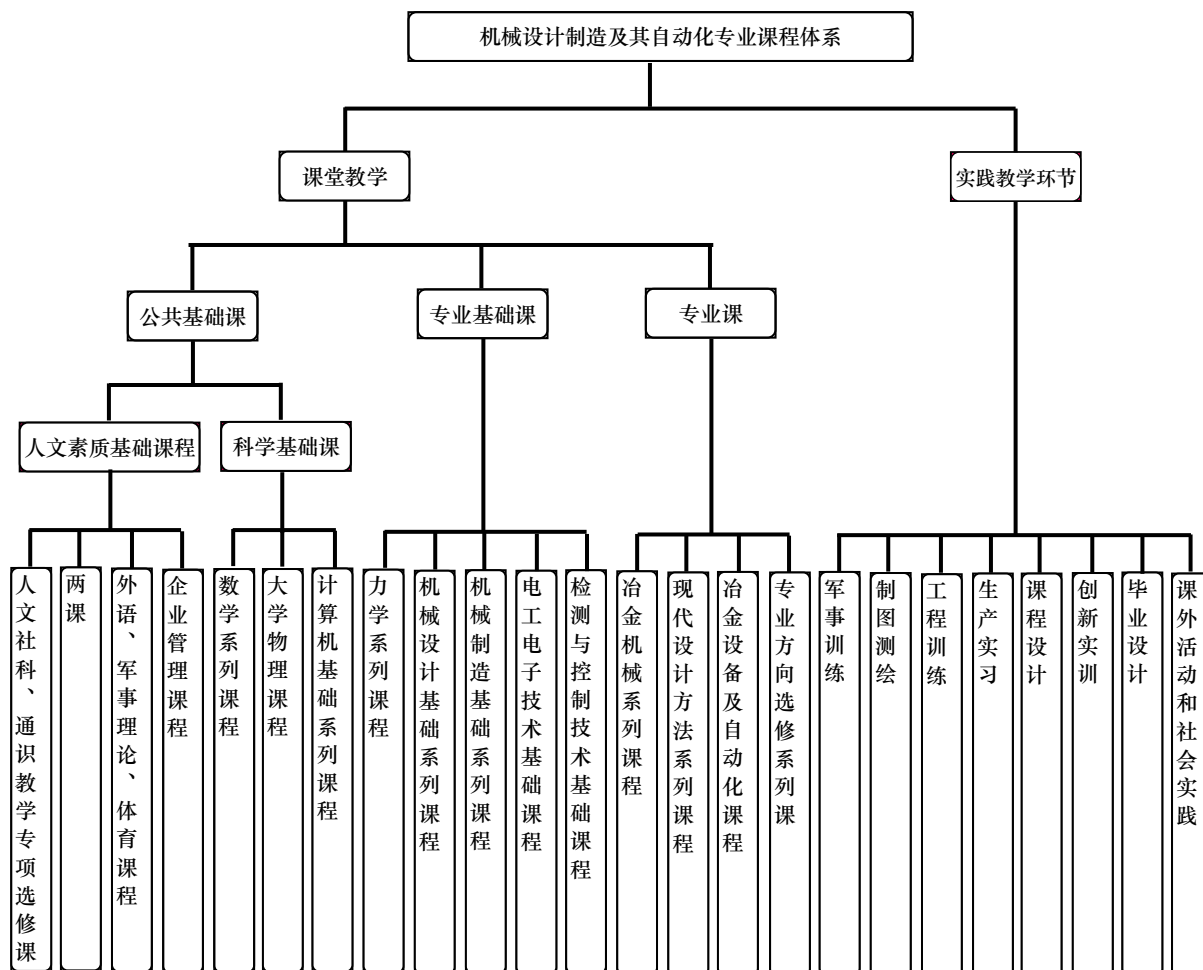 机械设计制造及其自动化专业课程体系
课堂教学
实践教学环节
公共基础课
专业基础课
专业课
人文素质基础课程
科学基础课
人文社科、通识教学专项选修课
两课
外语、军事理论、体育课程
企业管理课程
数学系列课程
大学物理课程
计算机基础系列课程
力学系列课程
机械设计基础系列课程
机械制造基础系列课程
电工电子技术基础课程
检测与控制技术基础课程
冶金机械系列课程
现代设计方法系列课程
冶金设备及自动化课程
专业方向选修系列课
军事训练
制图测绘
工程训练
生产实习
课程设计
创新实训
毕业设计
课外活动和社会实践